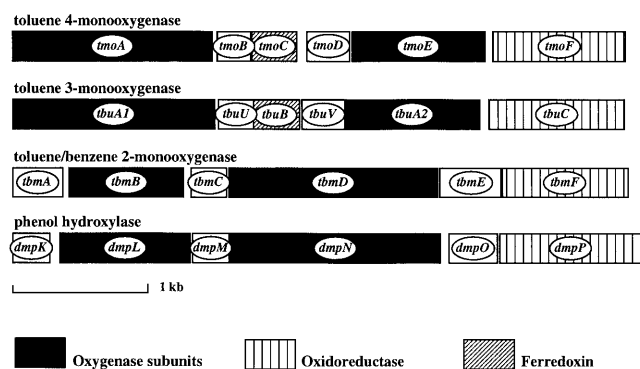 toluene 4-monooxygenase
tmoA tmoB tmoC tmoD tmoE tmoF
toluene 3-monooxygenase
tbuA1 tbuU tbuB tbuV tbuA2 tbuC
toluene/benzene 2-monooxygenase
tbmA tbmB tbmC tbmD tbmE tbmF
phenol hydroxylase
dmpK dmpL dmpM dmpN dmpO dmpP
1 kb
Oxygenase subunits Oxidoreductase Ferredoxin